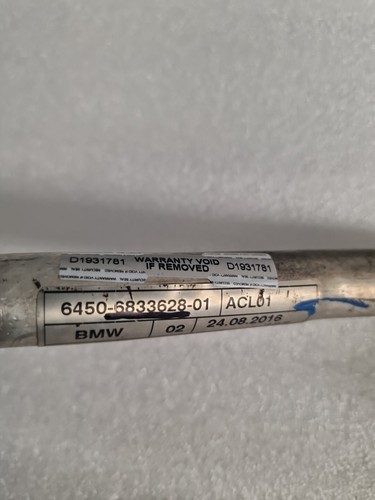 D1931781 WARRANTY VOID IF REMOVED D1931781
6450-6833628-01 ACL01
BMW 02 24.08.2016